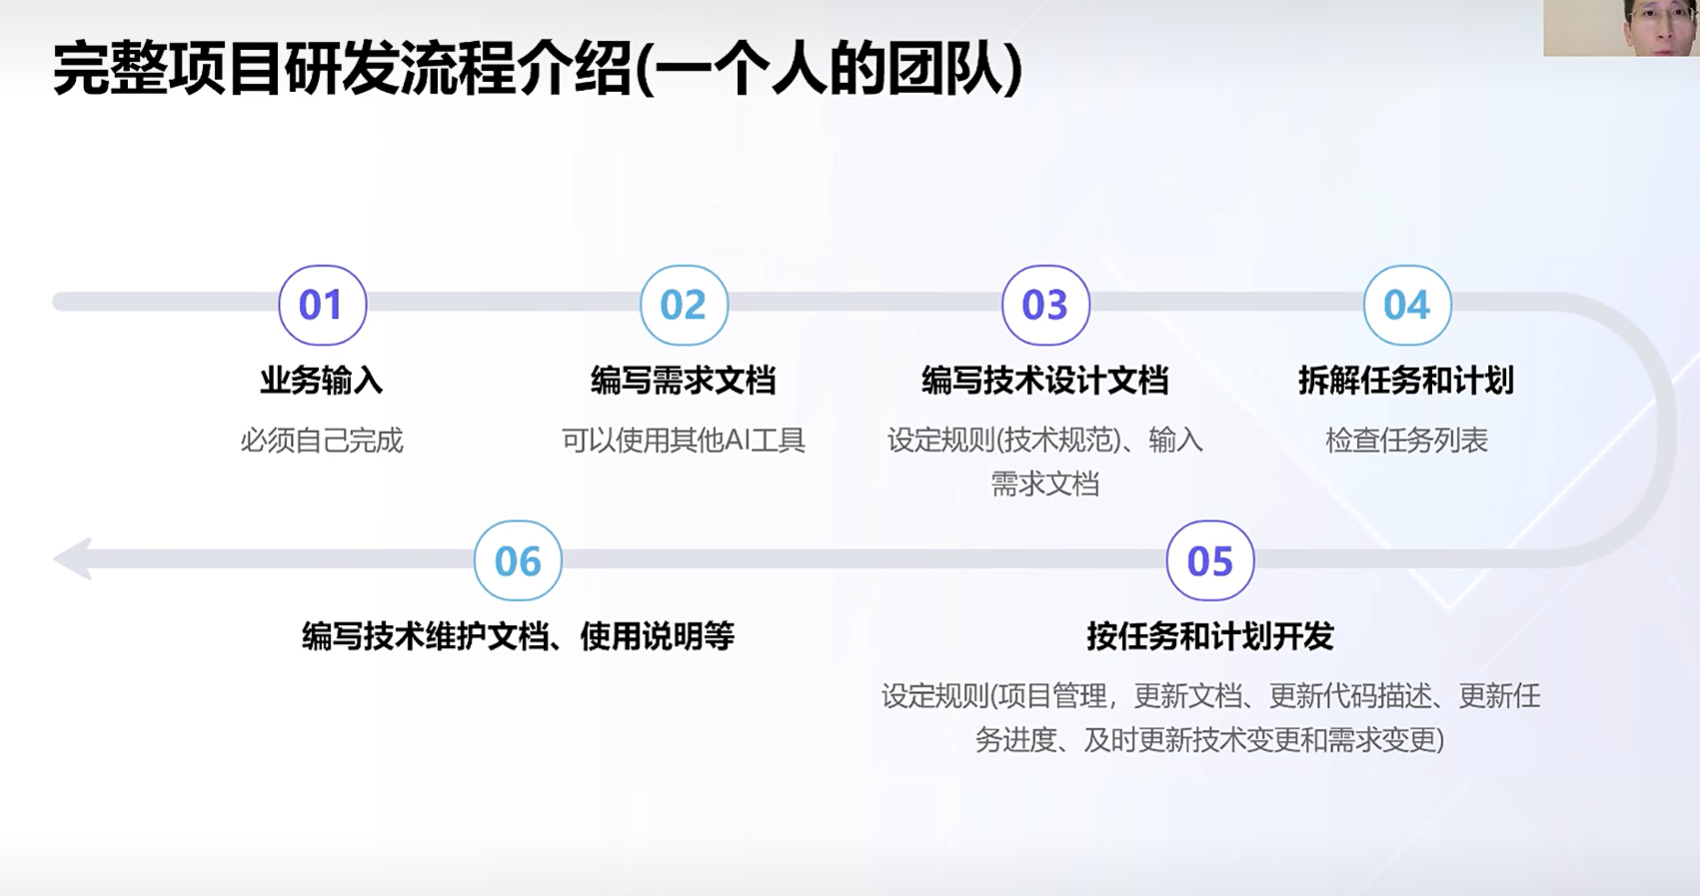 完整项目研发流程介绍(一个人的团队)
01
业务输入
必须自己完成
02
编写需求文档
可以使用其他AI工具
03
编写技术设计文档
设定规则(技术规范)、输入
需求文档
04
拆解任务和计划
检查任务列表
05
按任务和计划开发
设定规则(项目管理，更新文档、更新代码描述、更新任
务进度、及时更新技术变更和需求变更)
06
编写技术维护文档、使用说明等